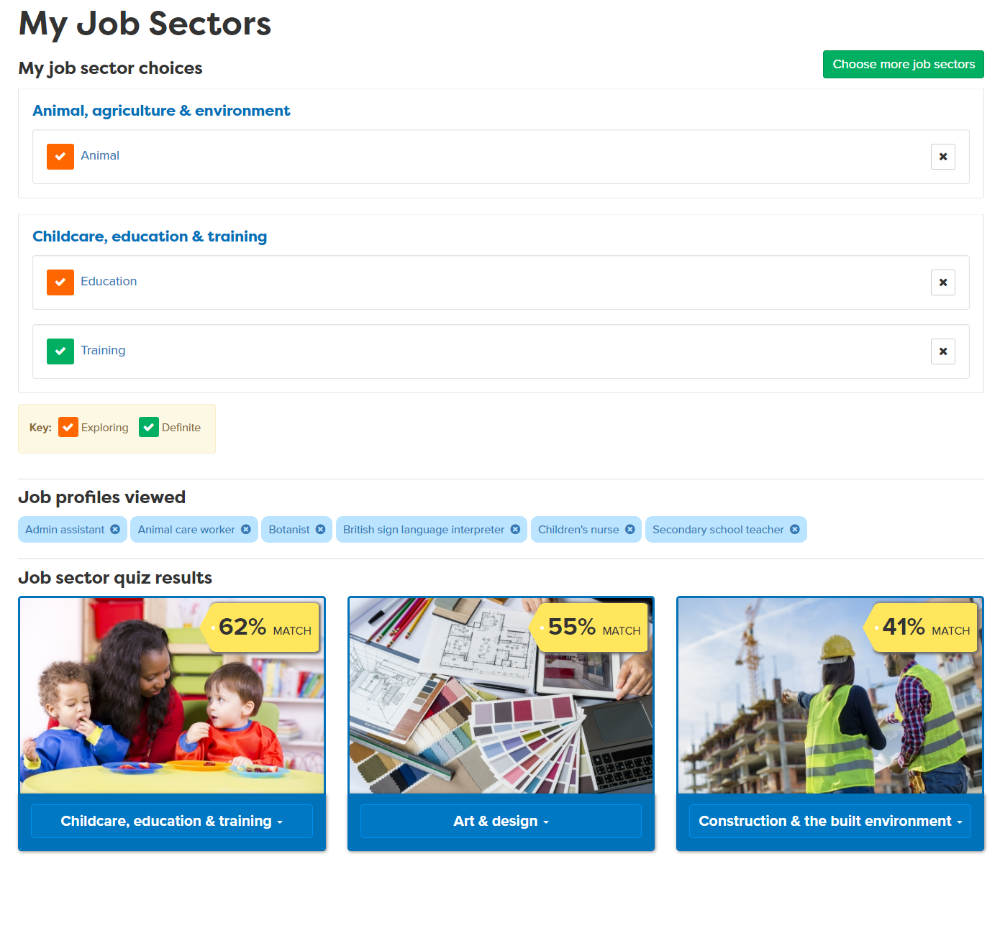 My Job Sectors
My job sector choices
Choose more job sectors
Animal, agriculture & environment
Animal
Childcare, education & training
Education
Training
Key: Exploring Definite
Job profiles viewed
Admin assistant Animal care worker Botanist British sign language interpreter Children's nurse Secondary school teacher
Job sector quiz results
62% MATCH
55% MATCH
41% MATCH
Childcare, education & training
Art & design
Construction & the built environment